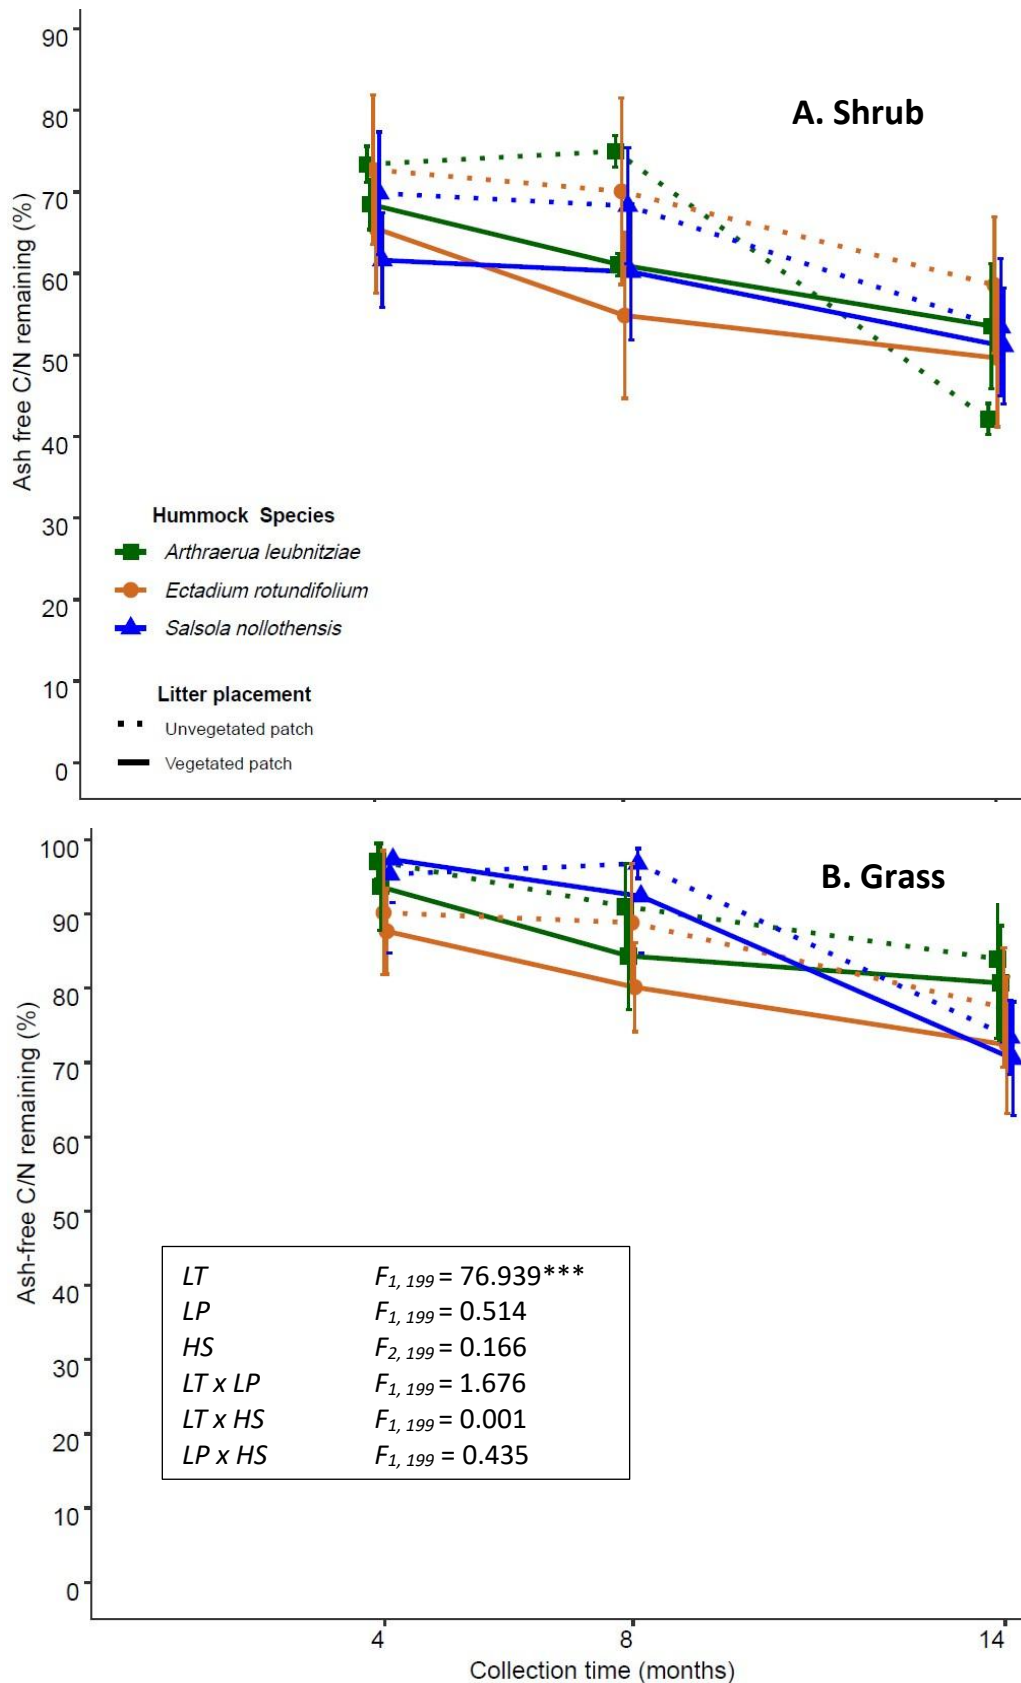 90
80
70
60
50
40
30
20
10
0
Ash free C/N remaining (%)
A. Shrub
Hummock Species
Arthraerua leubnitziae
Ectadium rotundifolium
Salsola nollothensis
Litter placement
Unvegetated patch
Vegetated patch
100
90
80
70
60
50
40
30
20
10
0
Ash-free C/N remaining (%)
B. Grass
LT F1, 199 = 76.939***
LP F1, 199 = 0.514
HS F2, 199 = 0.166
LT x LP F1, 199 = 1.676
LT x HS F1, 199 = 0.001
LP x HS F1, 199 = 0.435
4 8 14
Collection time (months)